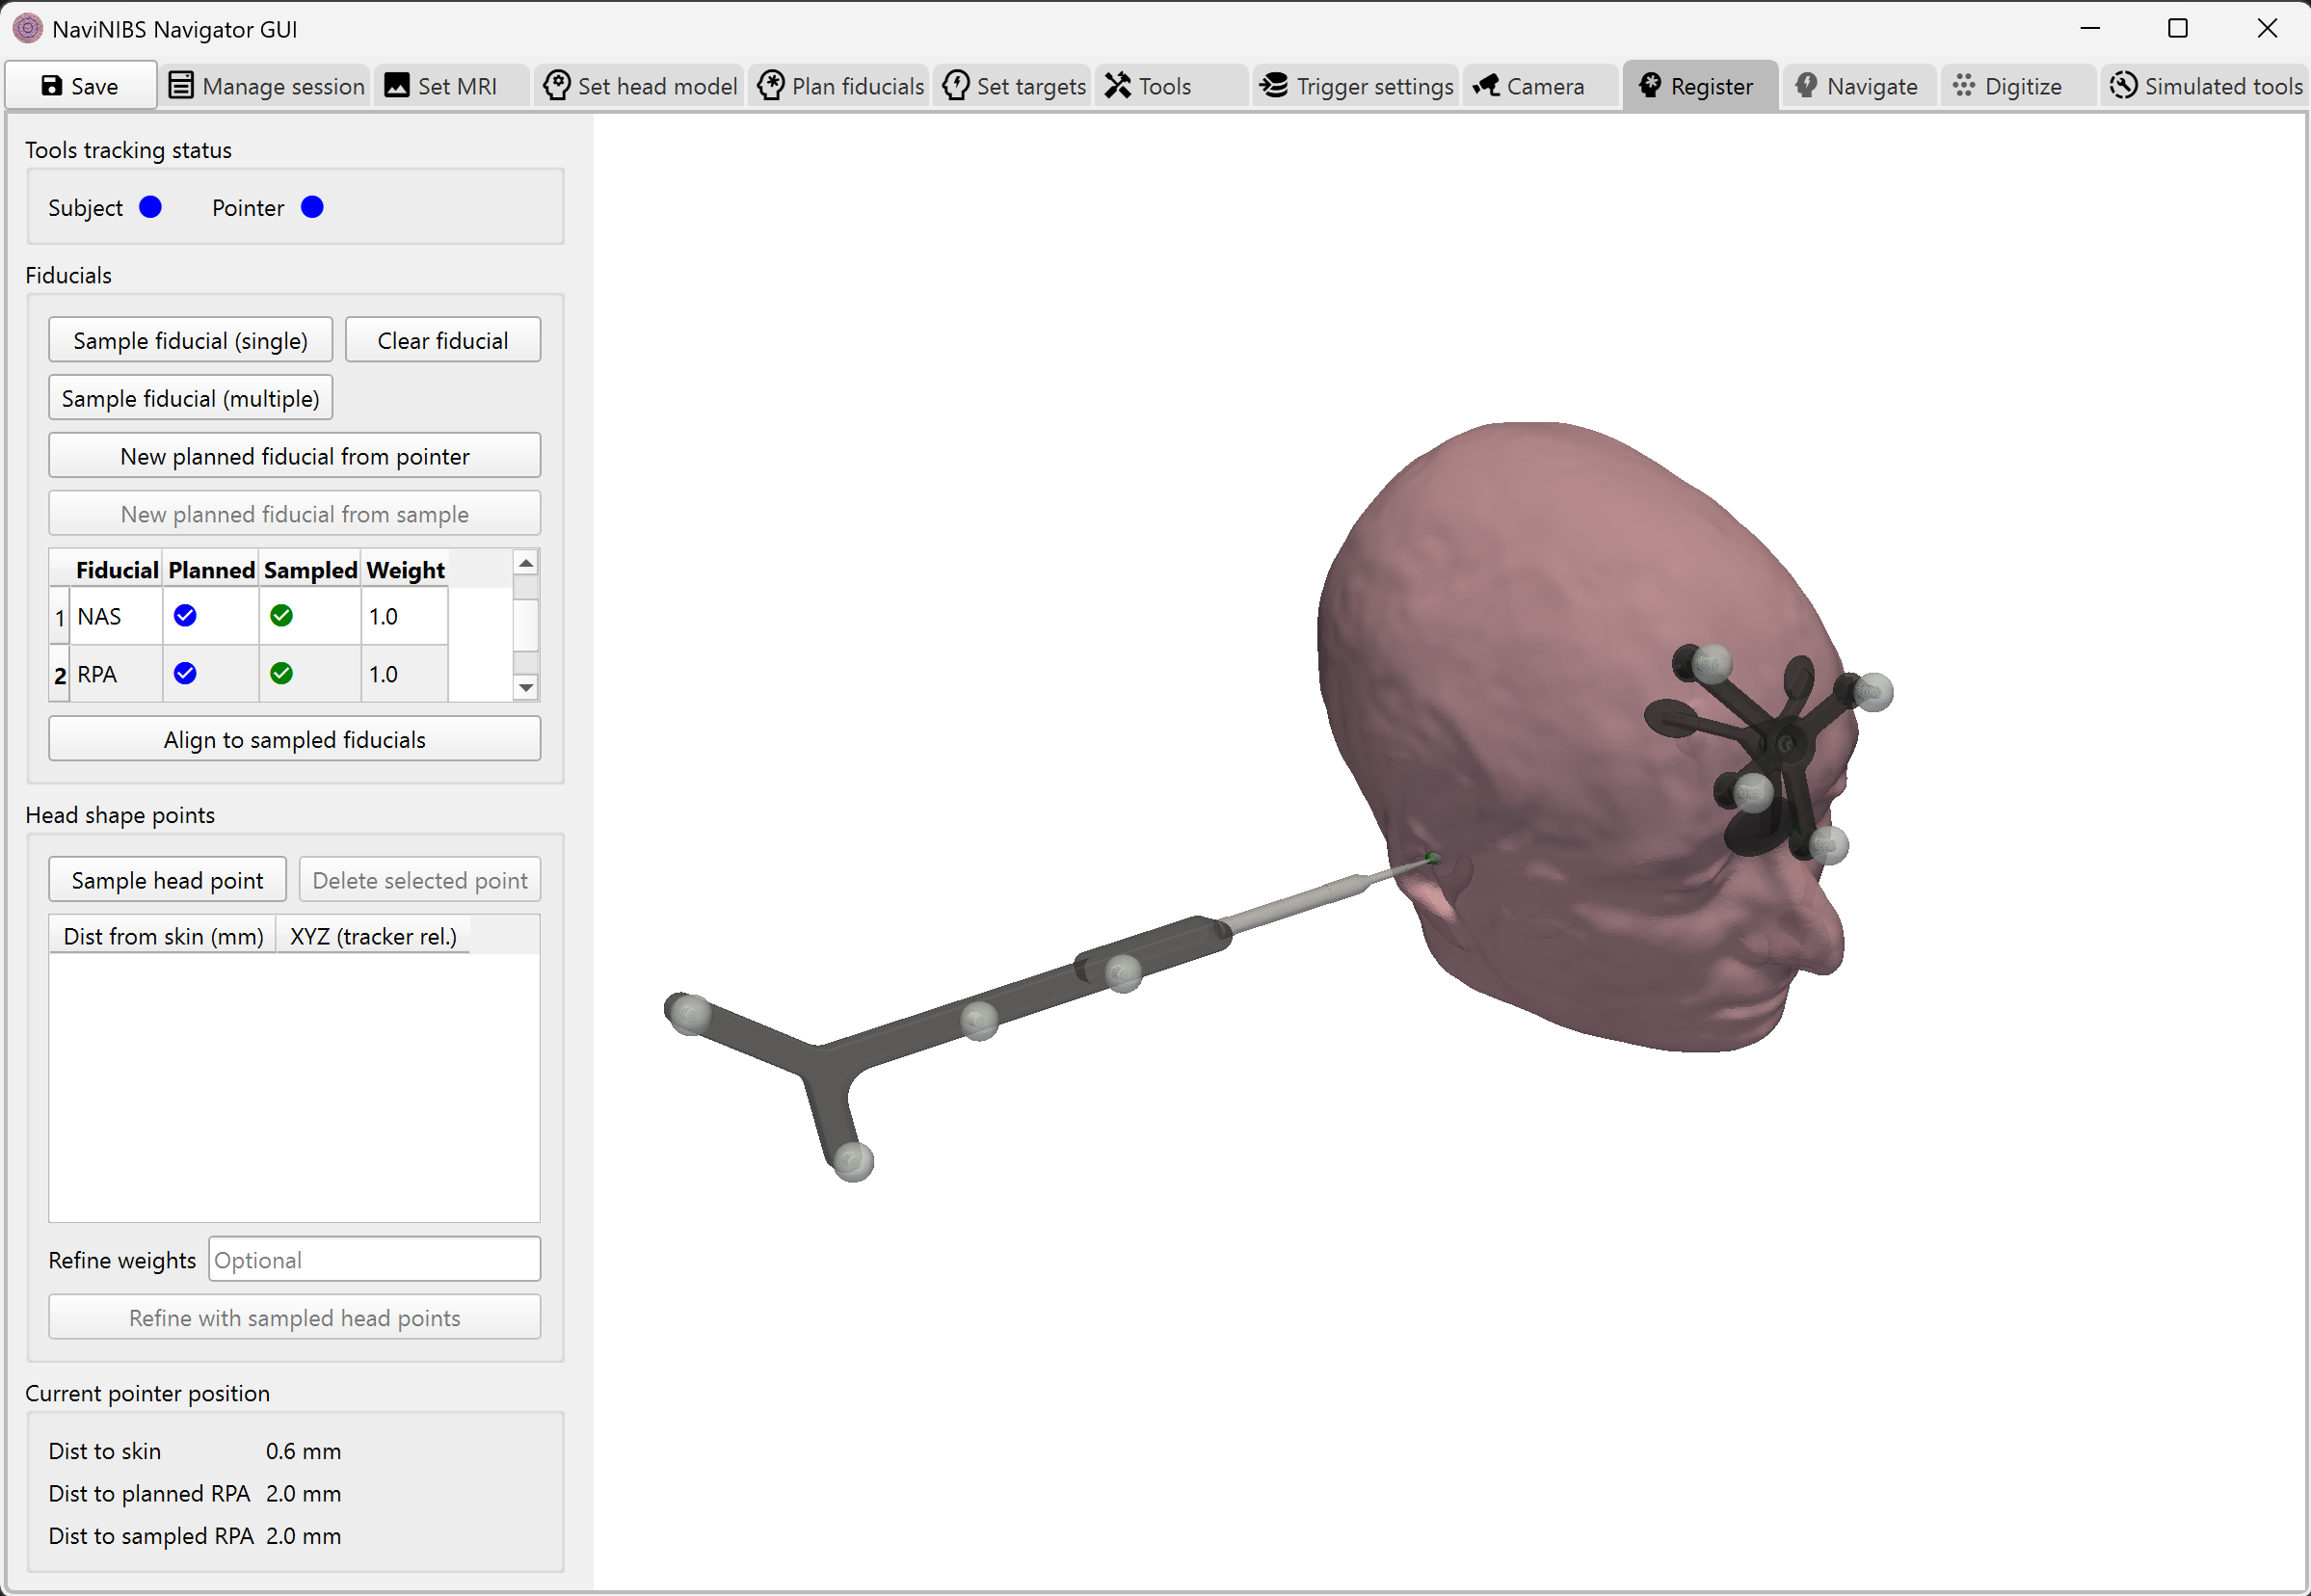 NaviNIBS Navigator GUI
Save Manage session Set MRI Set head model Plan fiducials Set targets Tools Trigger settings Camera Register Navigate Digitize Simulated tools
Tools tracking status
Subject Pointer
Fiducials
Sample fiducial (single) Clear fiducial
Sample fiducial (multiple)
New planned fiducial from pointer
New planned fiducial from sample
Fiducial Planned Sampled Weight
1 NAS 1.0
2 RPA 1.0
Align to sampled fiducials
Head shape points
Sample head point Delete selected point
Dist from skin (mm) XYZ (tracker rel.)
Refine weights Optional
Refine with sampled head points
Current pointer position
Dist to skin 0.6 mm
Dist to planned RPA 2.0 mm
Dist to sampled RPA 2.0 mm